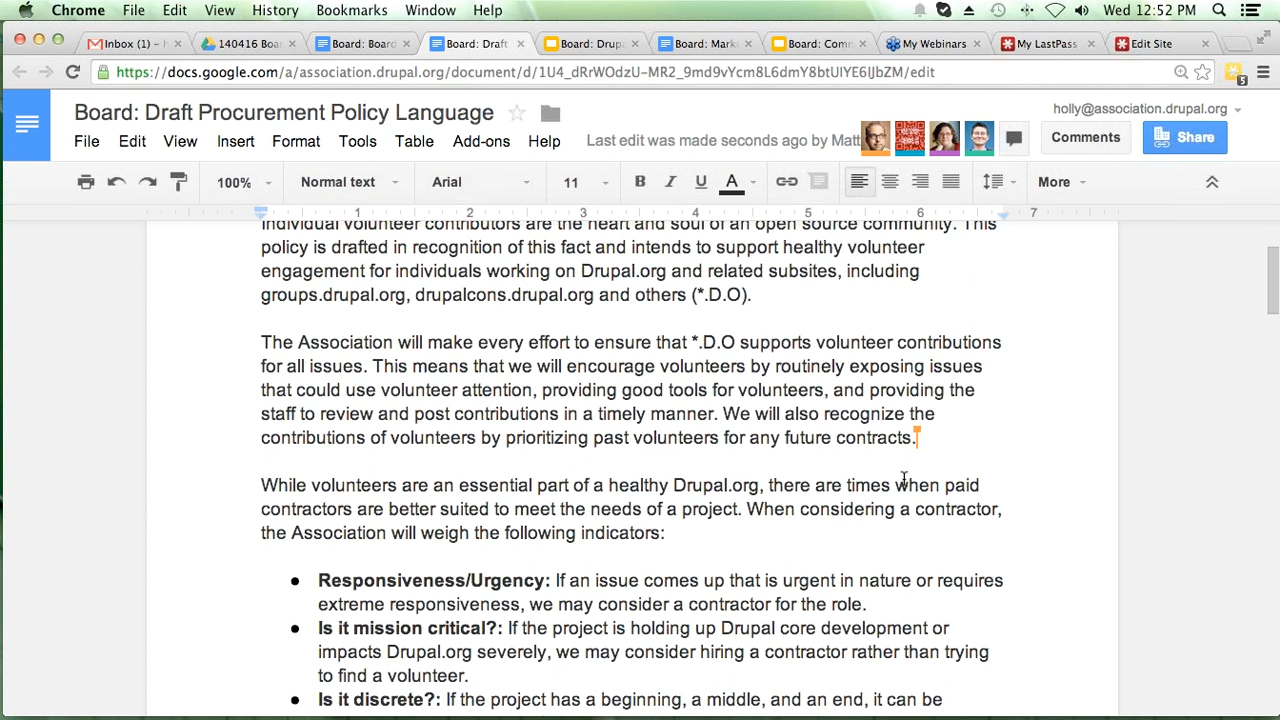 Chrome File Edit View History Bookmarks Window Help Wed 12:52 PM
Inbox (1) – 140416 Boar Board: Boar Board: Draft Board: Drup Board: Mark Board: Com My Webinars My LastPass Edit Site
https://docs.google.com/a/association.drupal.org/document/d/1U4_dRrWOdzU-MR2_9md9vYcm8L6dmY8btUlYE6IJbZM/edit
5
Board: Draft Procurement Policy Language
holly@association.drupal.org
File Edit View Insert Format Tools Table Add-ons Help Last edit was made seconds ago by Matt
Comments Share
100% Normal text Arial 11 B I U A More
1 2 3 4 5 6 7
Individual volunteer contributors are the heart and soul of an open source community. This
policy is drafted in recognition of this fact and intends to support healthy volunteer
engagement for individuals working on Drupal.org and related subsites, including
groups.drupal.org, drupalcons.drupal.org and others (*.D.O).
The Association will make every effort to ensure that *.D.O supports volunteer contributions
for all issues. This means that we will encourage volunteers by routinely exposing issues
that could use volunteer attention, providing good tools for volunteers, and providing the
staff to review and post contributions in a timely manner. We will also recognize the
contributions of volunteers by prioritizing past volunteers for any future contracts.
While volunteers are an essential part of a healthy Drupal.org, there are times when paid
contractors are better suited to meet the needs of a project. When considering a contractor,
the Association will weigh the following indicators:
● Responsiveness/Urgency: If an issue comes up that is urgent in nature or requires
extreme responsiveness, we may consider a contractor for the role.
● Is it mission critical?: If the project is holding up Drupal core development or
impacts Drupal.org severely, we may consider hiring a contractor rather than trying
to find a volunteer.
● Is it discrete?: If the project has a beginning, a middle, and an end, it can be